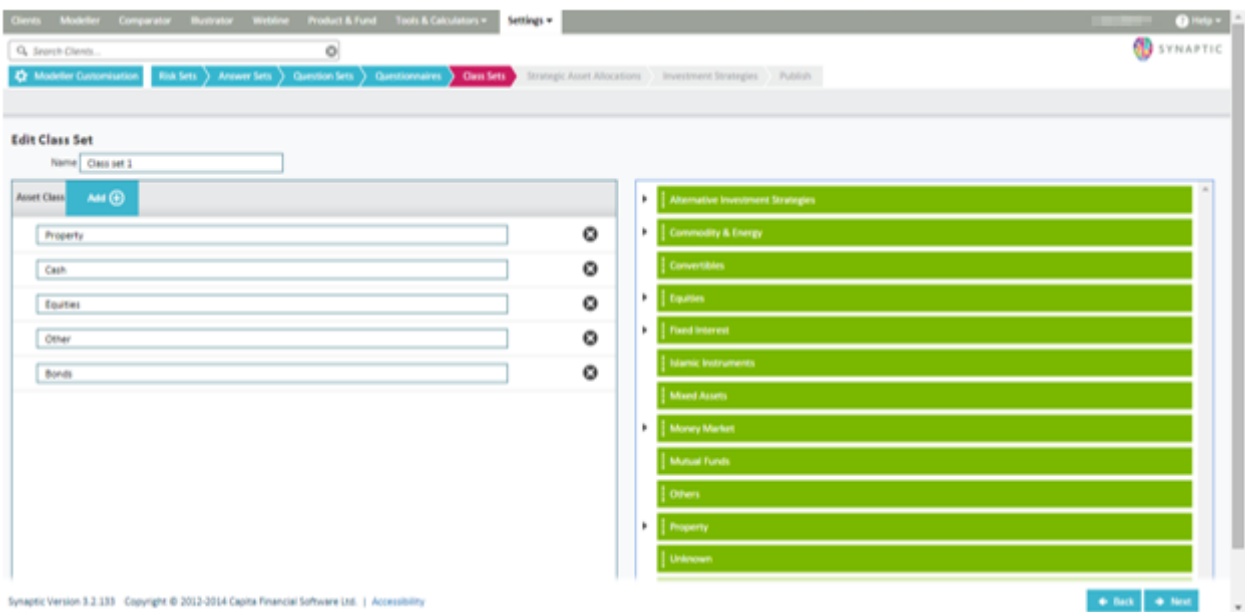 Clients Modeller Comparator Illustrator Webline Product & Fund Tools & Calculators Settings Help
Search Clients...
SYNAPTIC
Modeller Customisation Risk Sets Answer Sets Question Sets Questionnaires Class Sets Strategic Asset Allocations Investment Strategies Publish
Edit Class Set
Name Class set 1
Asset Class Add
Property
Cash
Equities
Other
Bonds
Alternative Investment Strategies
Commodity & Energy
Convertibles
Equities
Fixed Interest
Islamic Instruments
Mixed Assets
Money Market
Mutual Funds
Others
Property
Unknown
Synaptic Version 3.2.133 Copyright © 2012-2014 Capita Financial Software Ltd. | Accessibility
Back Next